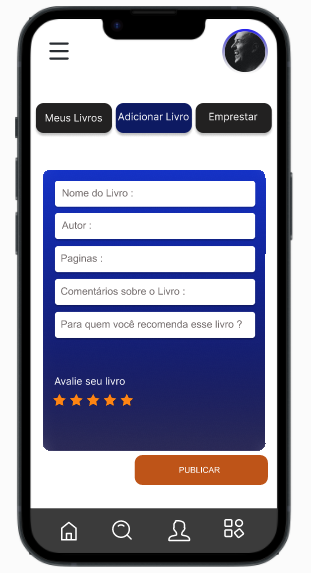 Meus Livros
Adicionar Livro
Emprestar
Nome do Livro :
Autor :
Paginas :
Comentários sobre o Livro :
Para quem você recomenda esse livro ?
Avalie seu livro
PUBLICAR